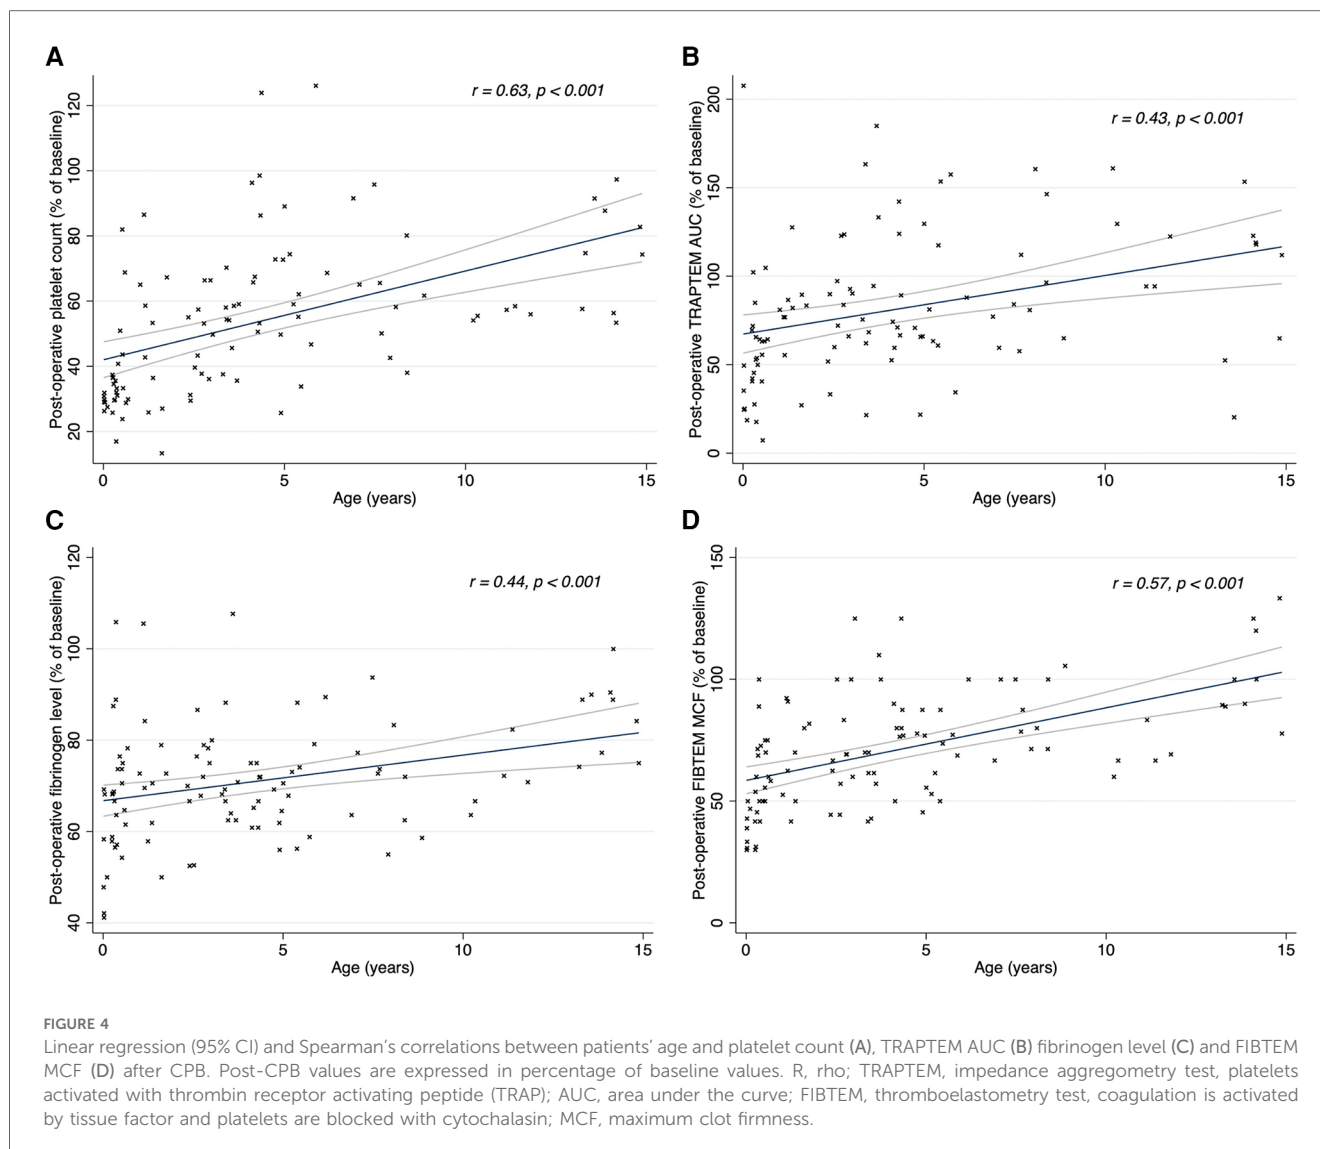 A
Post-operative platelet count (% of baseline)
120
100
80
60
40
20
r = 0.63, p < 0.001
0 5 10 15
Age (years)
B
Post-operative TRAPTEM AUC (% of baseline)
200
150
100
50
0
r = 0.43, p < 0.001
0 5 10 15
Age (years)
C
Post-operative fibrinogen level (% of baseline)
120
100
80
60
40
r = 0.44, p < 0.001
0 5 10 15
Age (years)
D
Post-operative FIBTEM MCF (% of baseline)
150
100
50
0
r = 0.57, p < 0.001
0 5 10 15
Age (years)
FIGURE 4
Linear regression (95% CI) and Spearman's correlations between patients' age and platelet count (A), TRAPTEM AUC (B) fibrinogen level (C) and FIBTEM
MCF (D) after CPB. Post-CPB values are expressed in percentage of baseline values. R, rho; TRAPTEM, impedance aggregometry test, platelets
activated with thrombin receptor activating peptide (TRAP); AUC, area under the curve; FIBTEM, thromboelastometry test, coagulation is activated
by tissue factor and platelets are blocked with cytochalasin; MCF, maximum clot firmness.